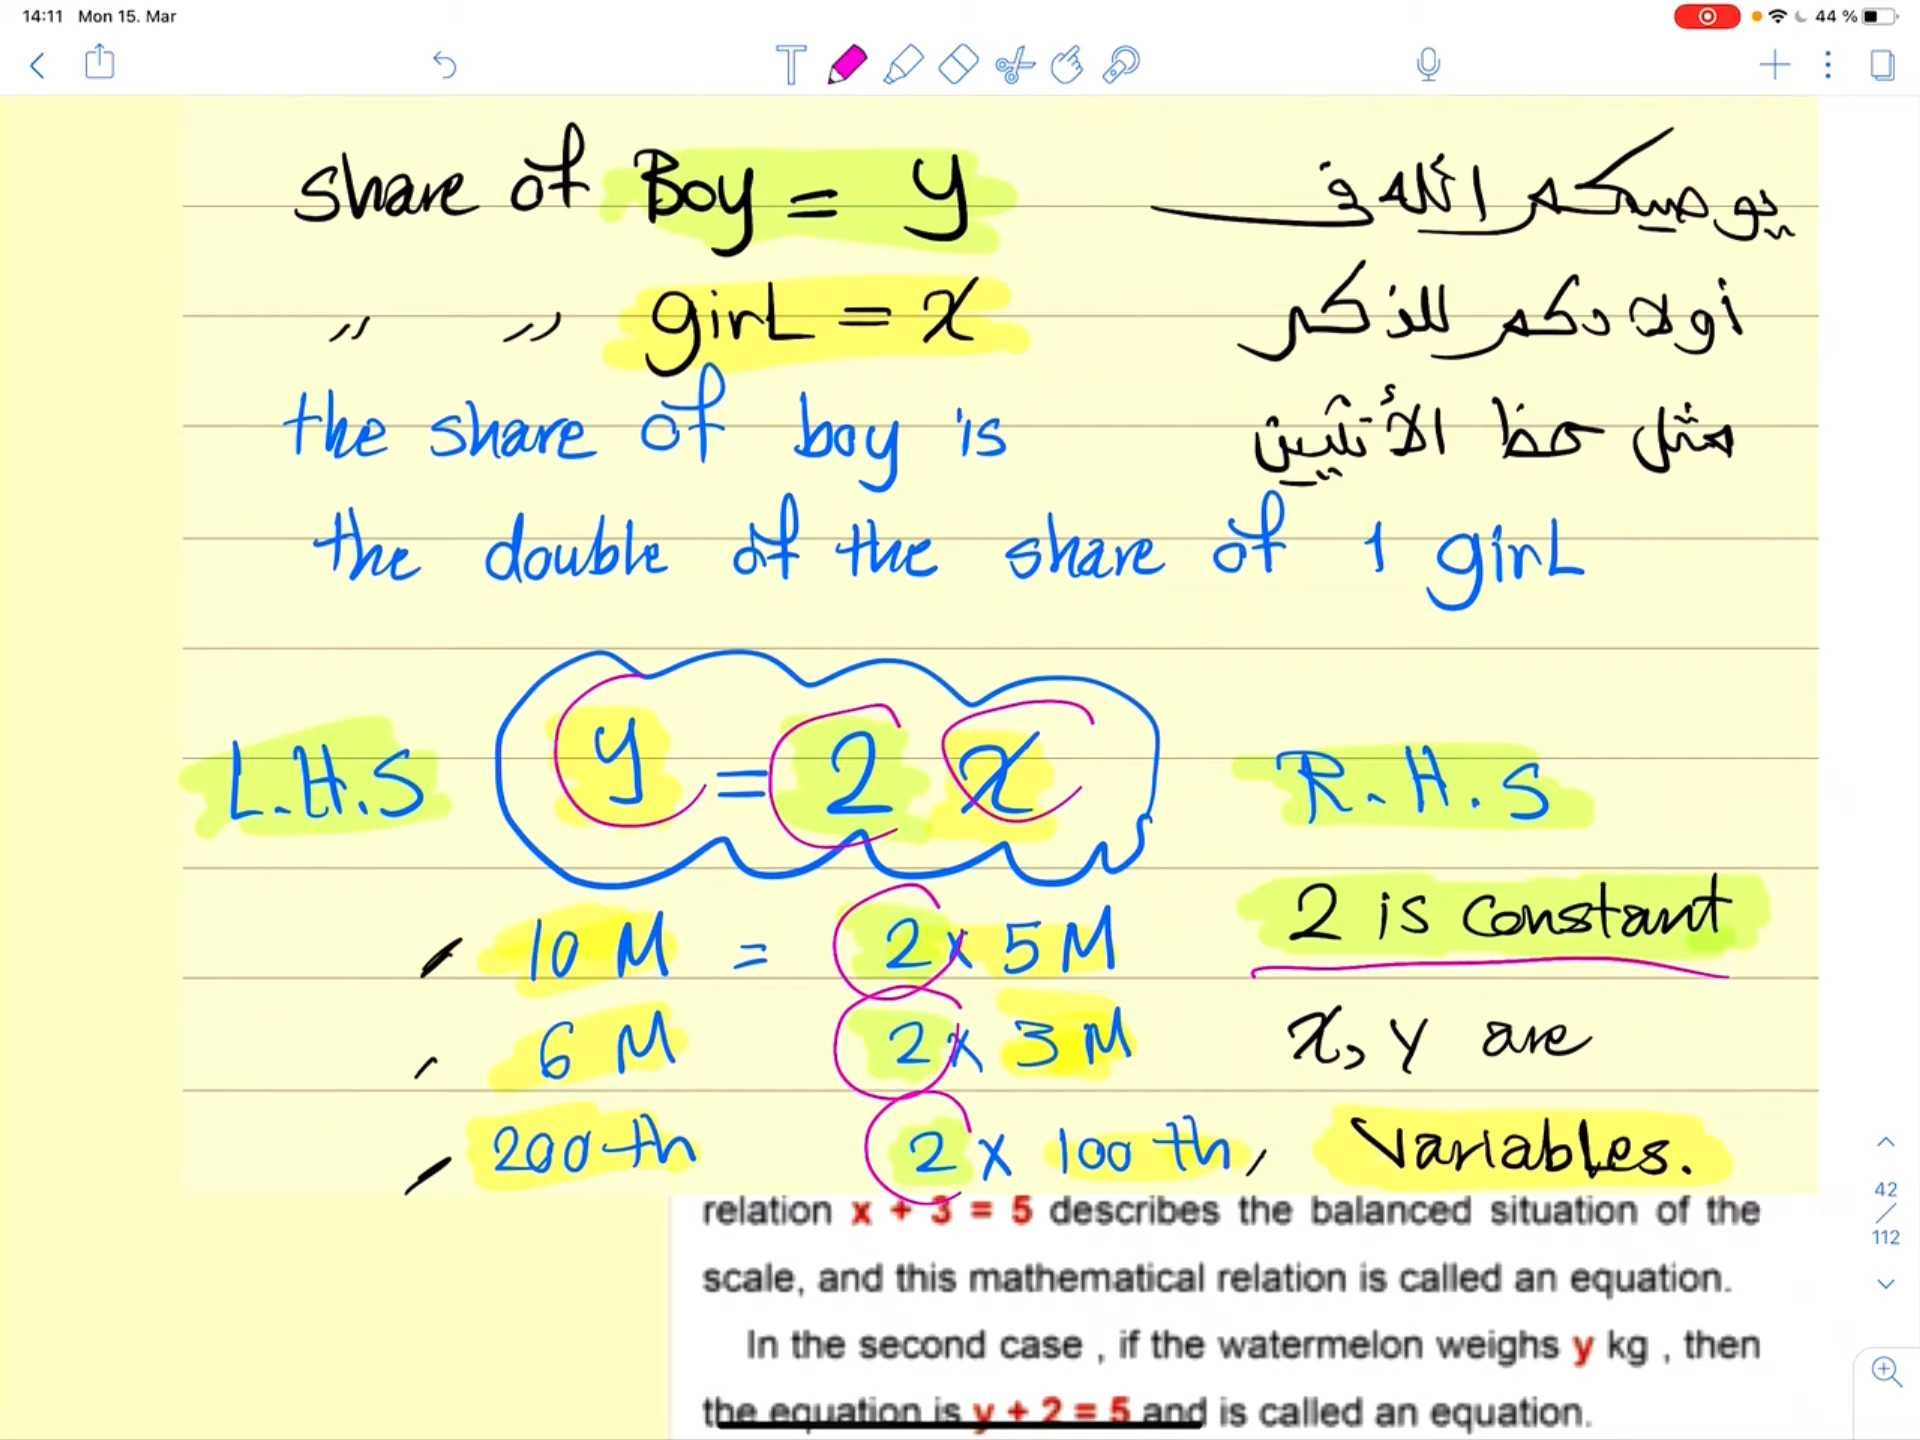 14:11 Mon 15. Mar
44 %
share of Boy = y
يوصيكم الله في
" " girL = x
أولادكم للذكر
the share of boy is
مثل حظ الأنثيين
the double of the share of 1 girL
L.H.S y = 2 x R.H.S
10 M = 2 x 5 M
2 is constant
6 M 2 x 3 M
x, y are
200 th 2 x 100 th,
Variables.
relation x + 3 = 5 describes the balanced situation of the
scale, and this mathematical relation is called an equation.
In the second case , if the watermelon weighs y kg , then
the equation is y + 2 = 5 and is called an equation.
42
/
112